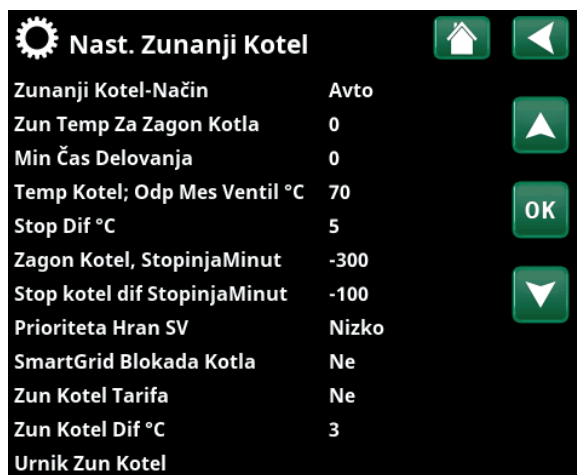 Nast. Zunanji Kotel
Zunanji Kotel-Način Avto
Zun Temp Za Zagon Kotla 0
Min Čas Delovanja 0
Temp Kotel; Odp Mes Ventil °C 70
OK
Stop Dif °C 5
Zagon Kotel, StopinjaMinut -300
Stop kotel dif StopinjaMinut -100
Prioriteta Hran SV Nizko
SmartGrid Blokada Kotla Ne
Zun Kotel Tarifa Ne
Zun Kotel Dif °C 3
Urnik Zun Kotel